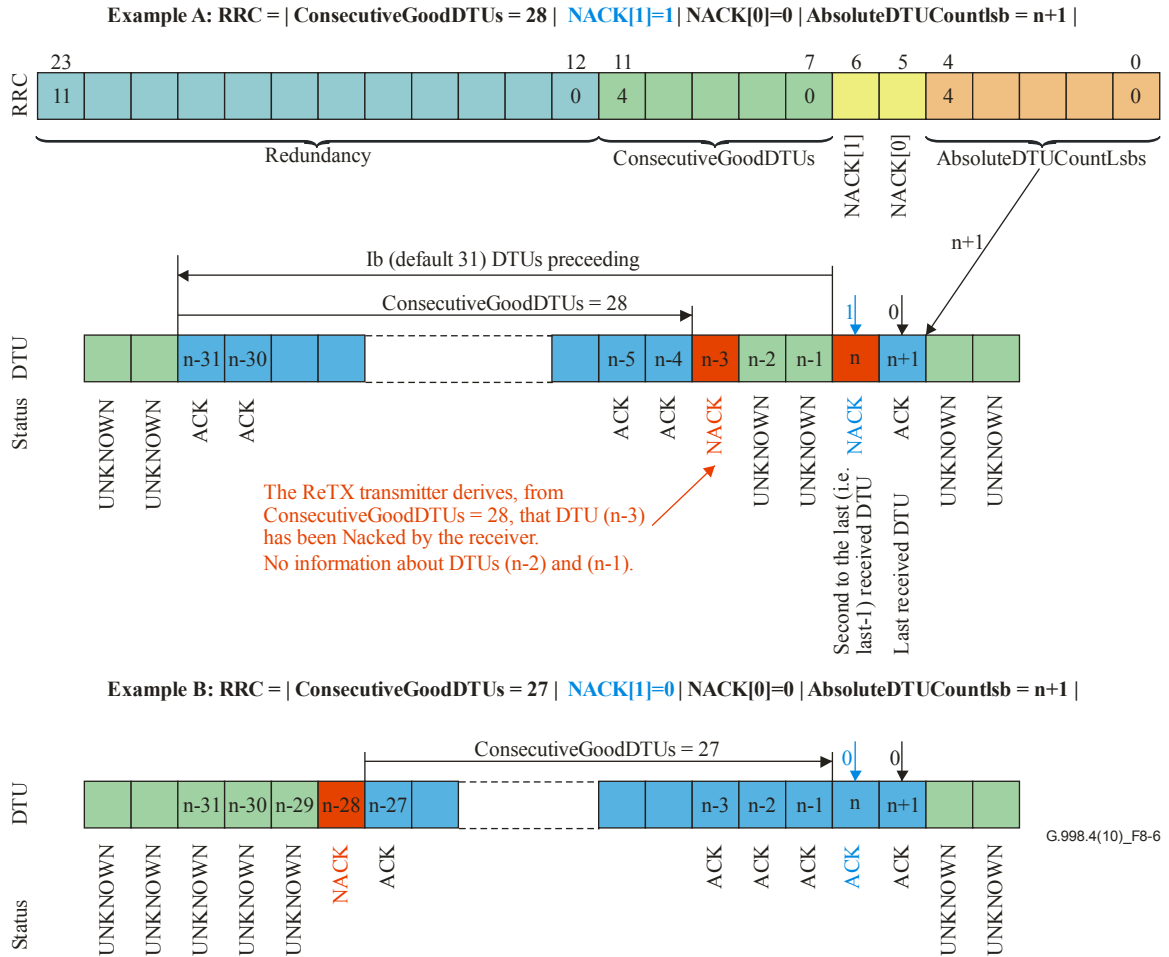 Example A: RRC = | ConsecutiveGoodDTUs = 28 | NACK[1]=1 | NACK[0]=0 | AbsoluteDTUCountlsb = n+1 |
23 12 11 7 6 5 4 0
RRC 11 0 4 0 4 0
Redundancy ConsecutiveGoodDTUs NACK[1] NACK[0] AbsoluteDTUCountLsbs
n+1
Ib (default 31) DTUs preceeding
ConsecutiveGoodDTUs = 28
1 0
DTU n-31 n-30 n-5 n-4 n-3 n-2 n-1 n n+1
Status UNKNOWN UNKNOWN ACK ACK ACK ACK NACK UNKNOWN UNKNOWN NACK ACK UNKNOWN UNKNOWN
The ReTX transmitter derives, from
ConsecutiveGoodDTUs = 28, that DTU (n-3)
has been Nacked by the receiver.
No information about DTUs (n-2) and (n-1).
Second to the last (i.e.
last-1) received DTU
Last received DTU
Example B: RRC = | ConsecutiveGoodDTUs = 27 | NACK[1]=0 | NACK[0]=0 | AbsoluteDTUCountlsb = n+1 |
ConsecutiveGoodDTUs = 27
0 0
DTU n-31 n-30 n-29 n-28 n-27 n-3 n-2 n-1 n n+1
G.998.4(10)_F8-6
Status UNKNOWN UNKNOWN UNKNOWN UNKNOWN UNKNOWN NACK ACK ACK ACK ACK ACK ACK UNKNOWN UNKNOWN